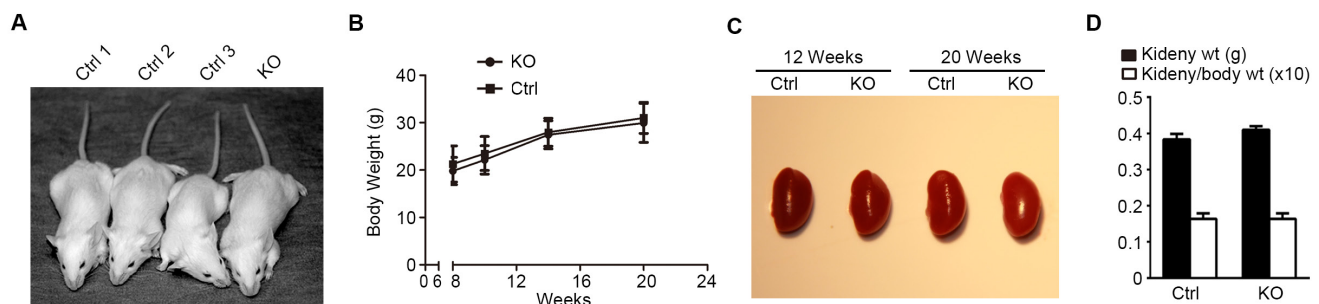 A
Ctrl 1
Ctrl 2
Ctrl 3
KO
B
KO
Ctrl
Body Weight (g)
40
30
20
10
0
0 6 8 12 16 20 24
Weeks
C
12 Weeks 20 Weeks
Ctrl KO Ctrl KO
D
Kideny wt (g)
Kideny/body wt (x10)
0.5
0.4
0.3
0.2
0.1
0
Ctrl KO